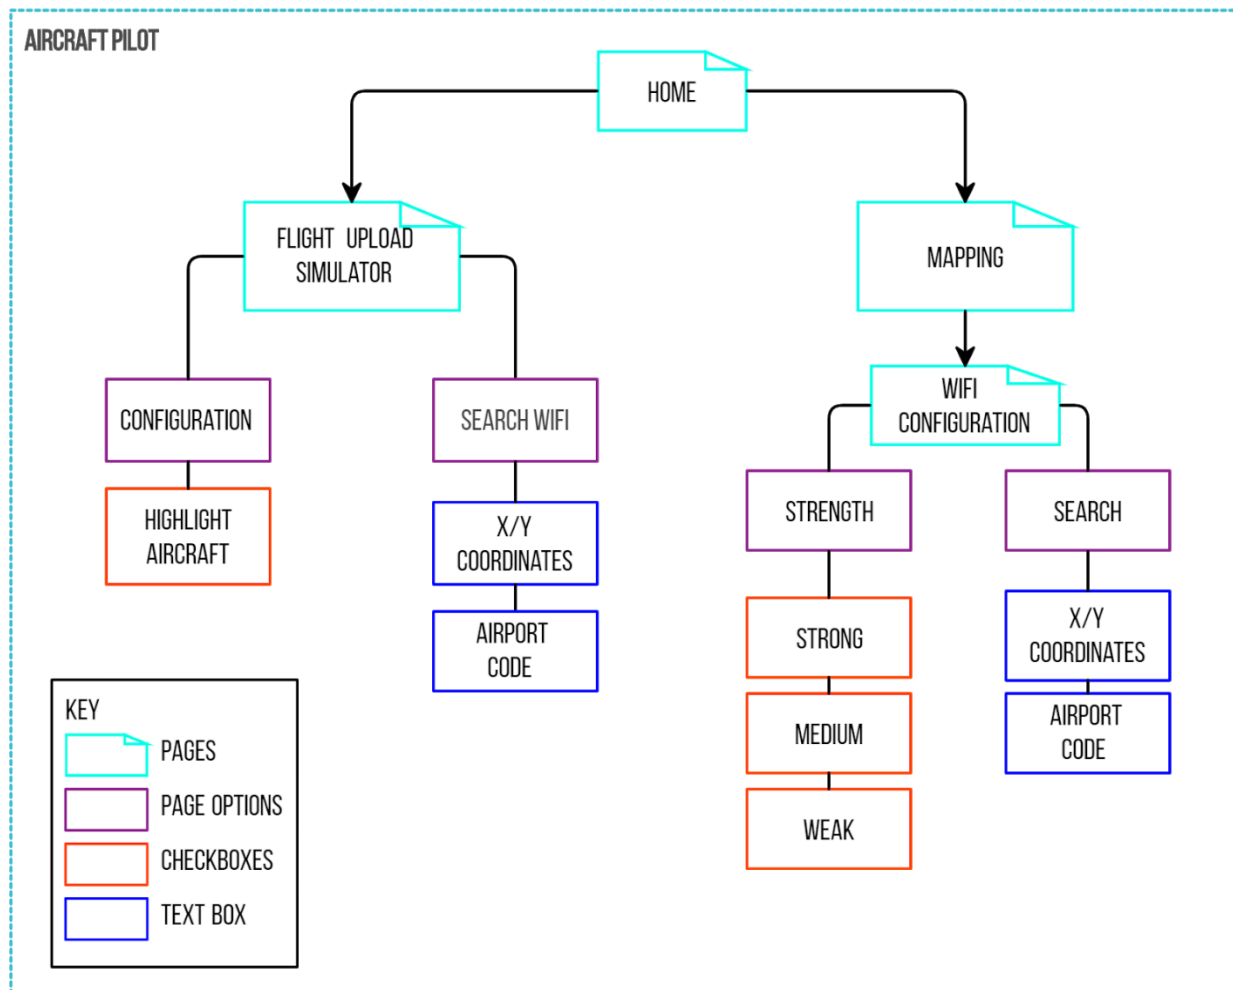 AIRCRAFT PILOT
HOME
FLIGHT UPLOAD
SIMULATOR
MAPPING
CONFIGURATION
SEARCH WIFI
WIFI
CONFIGURATION
HIGHLIGHT
AIRCRAFT
X/Y
COORDINATES
AIRPORT
CODE
STRENGTH
SEARCH
STRONG
MEDIUM
WEAK
X/Y
COORDINATES
AIRPORT
CODE
KEY
PAGES
PAGE OPTIONS
CHECKBOXES
TEXT BOX